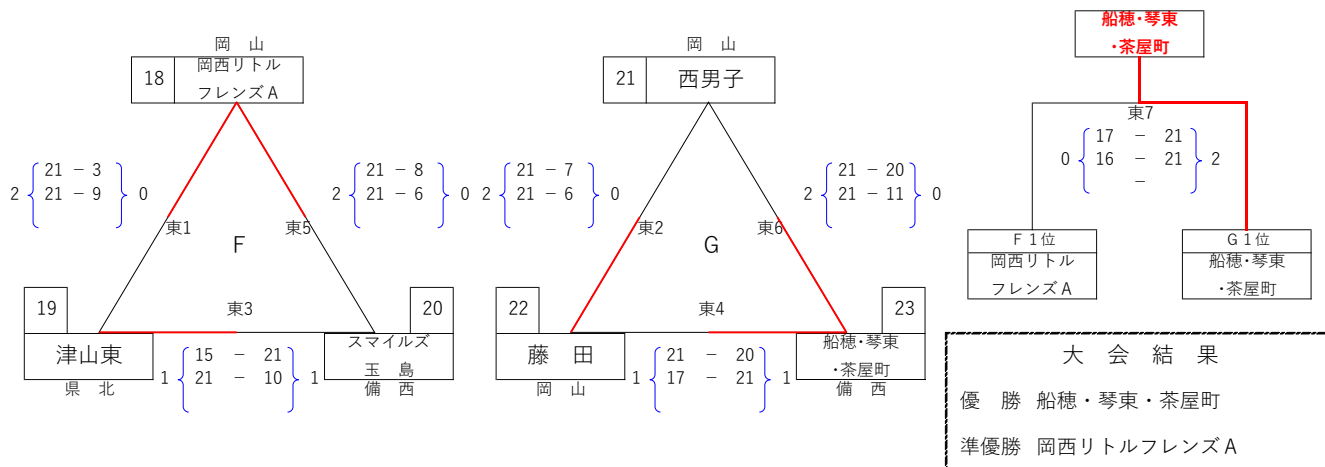 岡 山
18
岡西リトル
フレンズA
2 21 － 3 0
21 － 9
2 21 － 8 0
21 － 6
東1
東5
F
東3
19
20
津山東
スマイルズ
玉 島
県 北
備 西
1 15 － 21 1
21 － 10
岡 山
21
西男子
2 21 － 7 0
21 － 6
2 21 － 20 0
21 － 11
東2
東6
G
東4
22
23
藤 田
船穂・琴東
・茶屋町
岡 山
備 西
1 21 － 20 1
17 － 21
船穂・琴東
・茶屋町
東7
0 17 － 21 2
16 － 21
－
F１位
岡西リトル
フレンズA
G１位
船穂・琴東
・茶屋町
大 会 結 果
優 勝 船穂・琴東・茶屋町
準優勝 岡西リトルフレンズA